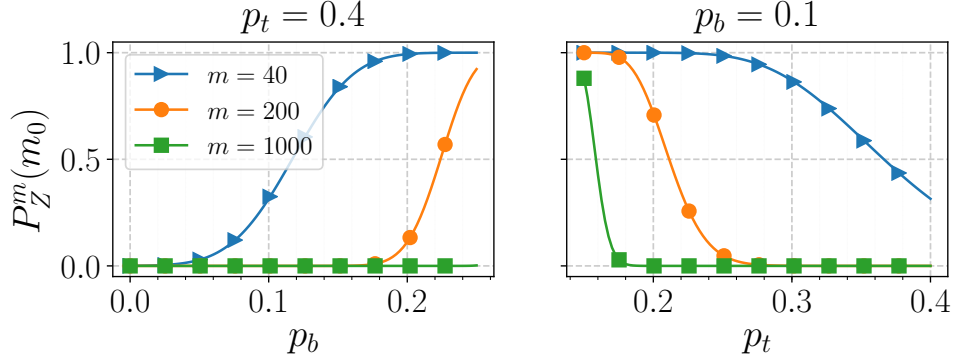 p_t = 0.4
p_b = 0.1
P_Z^m(m_0)
1.0
0.5
0.0
m = 40
m = 200
m = 1000
0.0 0.1 0.2
0.2 0.3 0.4
p_b
p_t